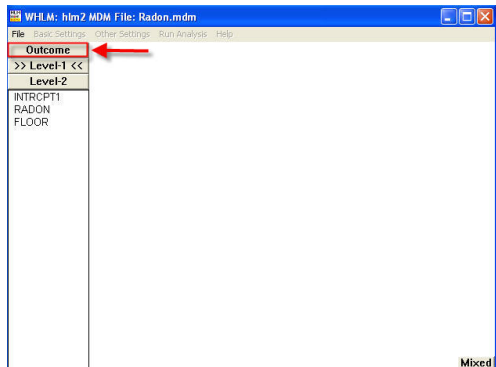 WHLM: hlm2 MDM File: Radon.mdm
File Basic Settings Other Settings Run Analysis Help
Outcome
>> Level-1 <<
Level-2
INTRCPT1
RADON
FLOOR
Mixed